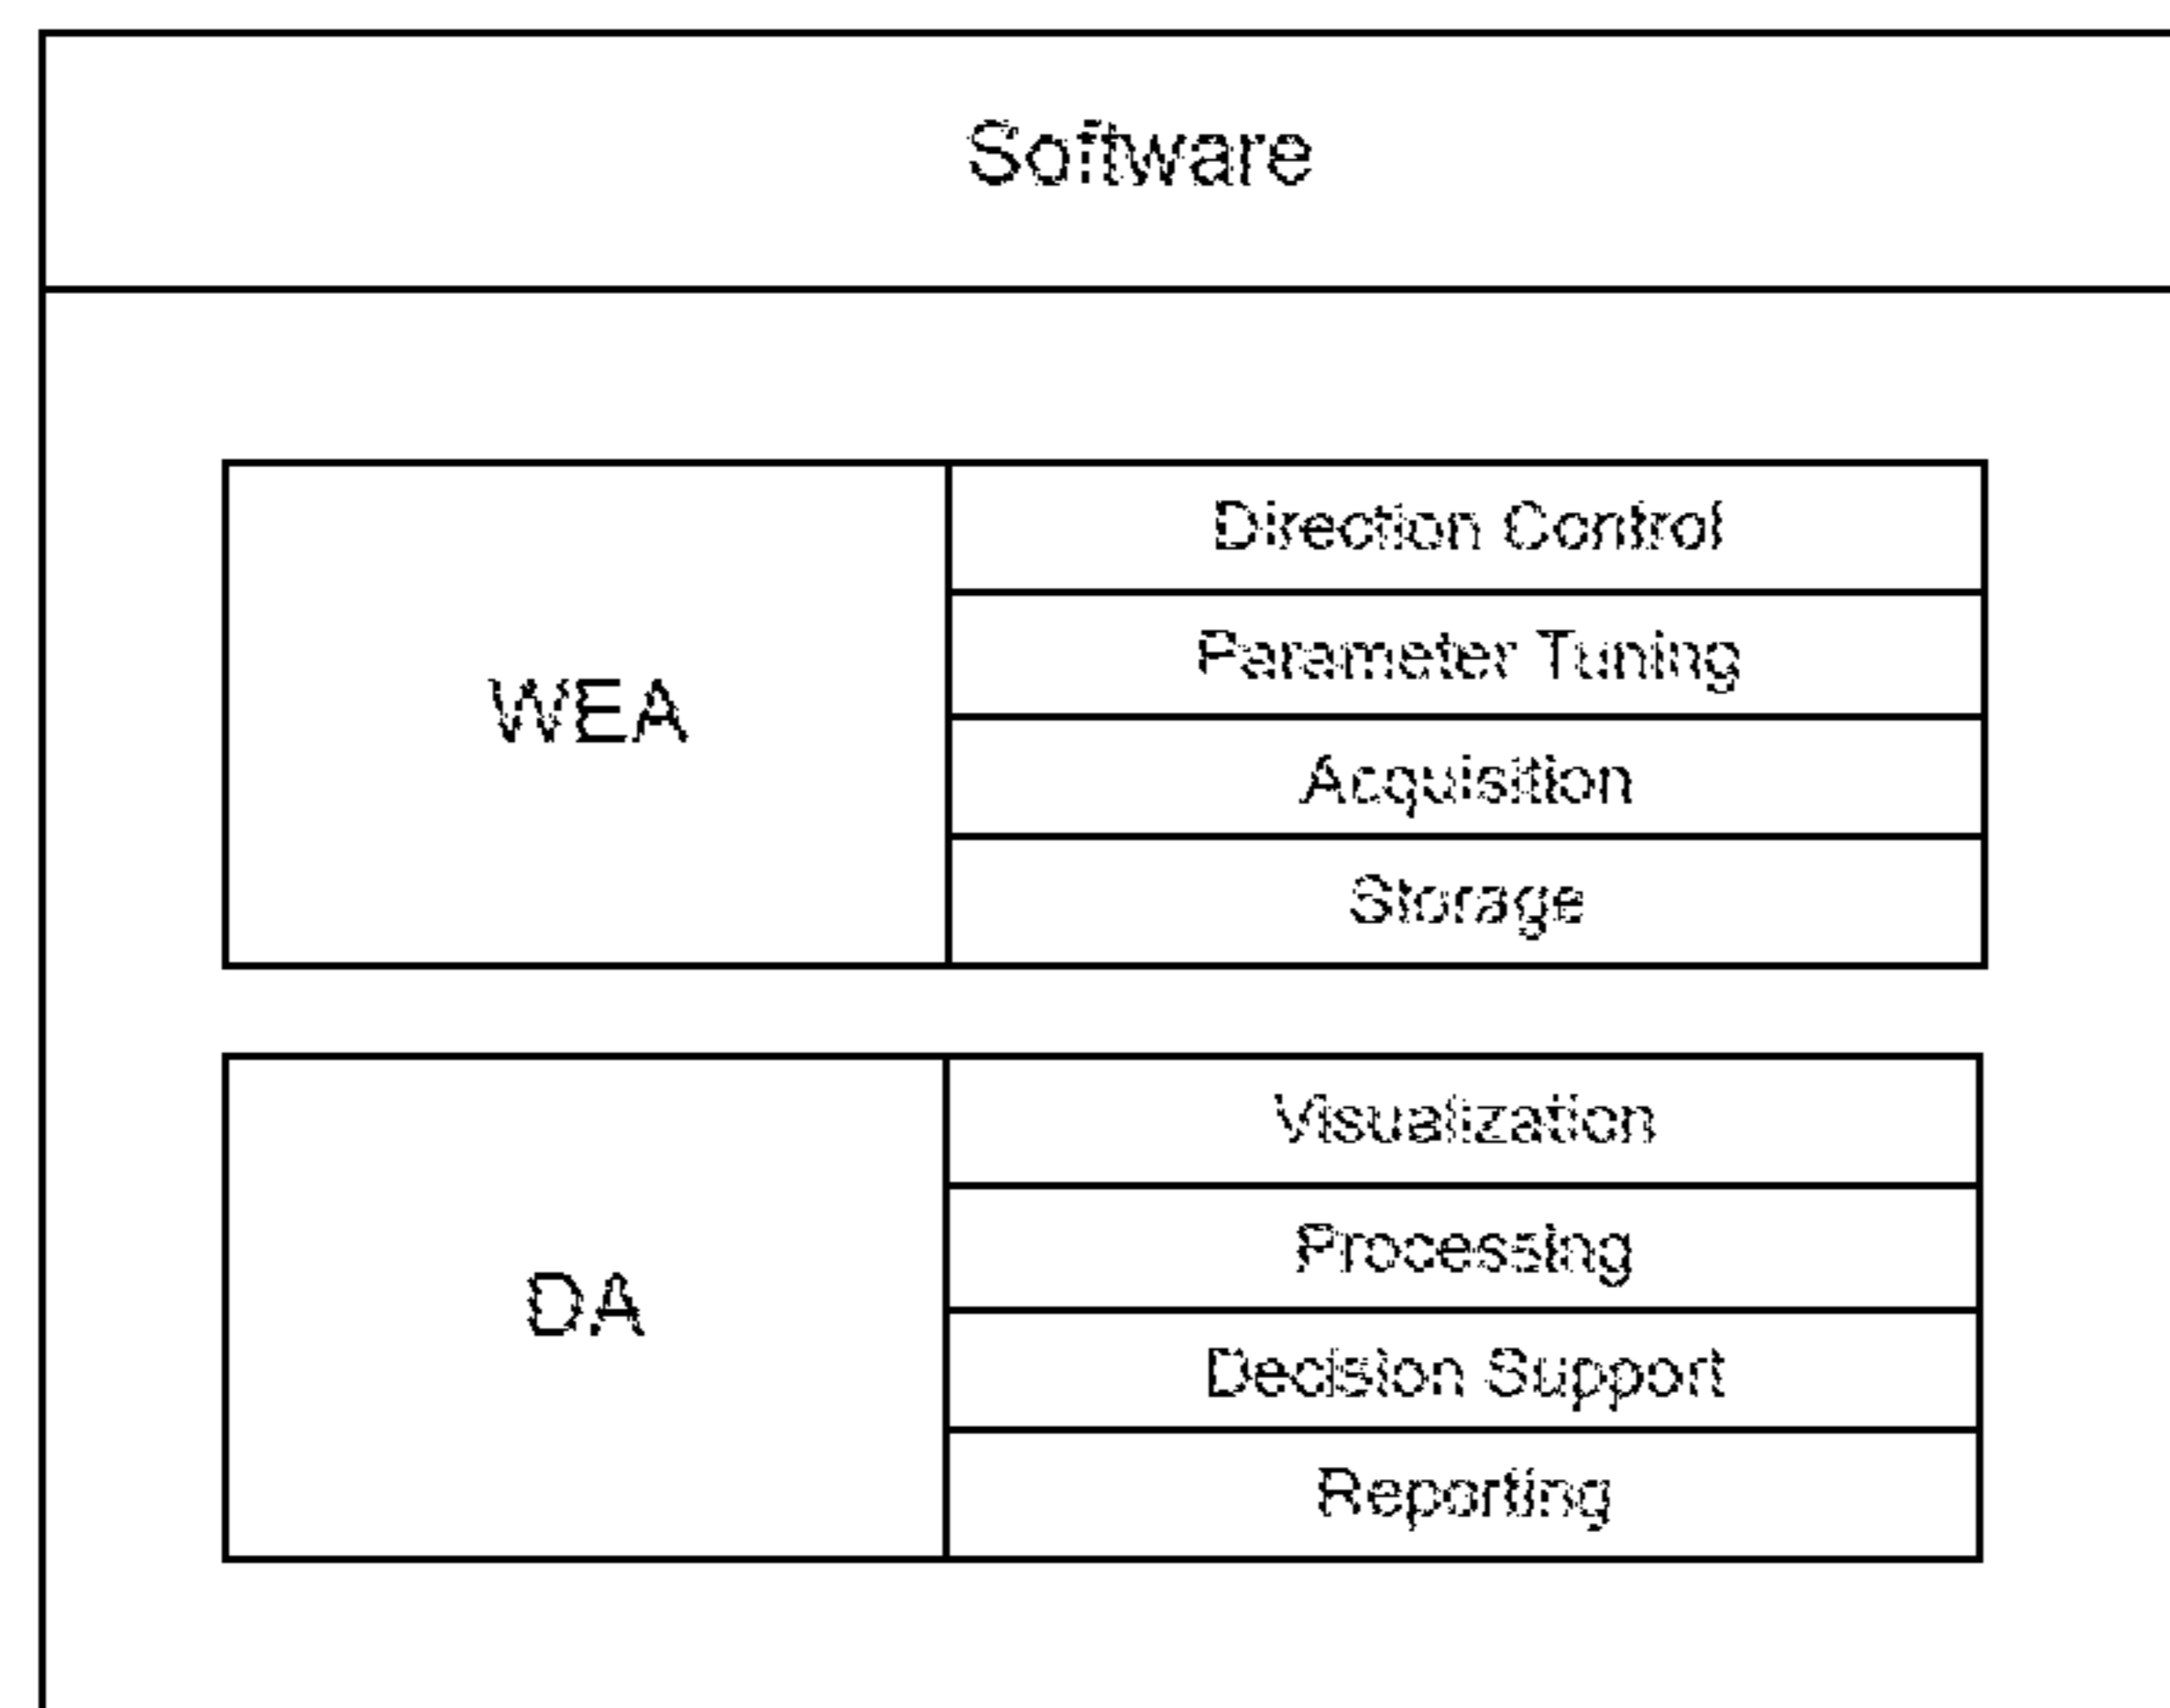 Software
WEA
Direction Control
Parameter Tuning
Acquisition
Storage
DA
Visualization
Processing
Decision Support
Reporting